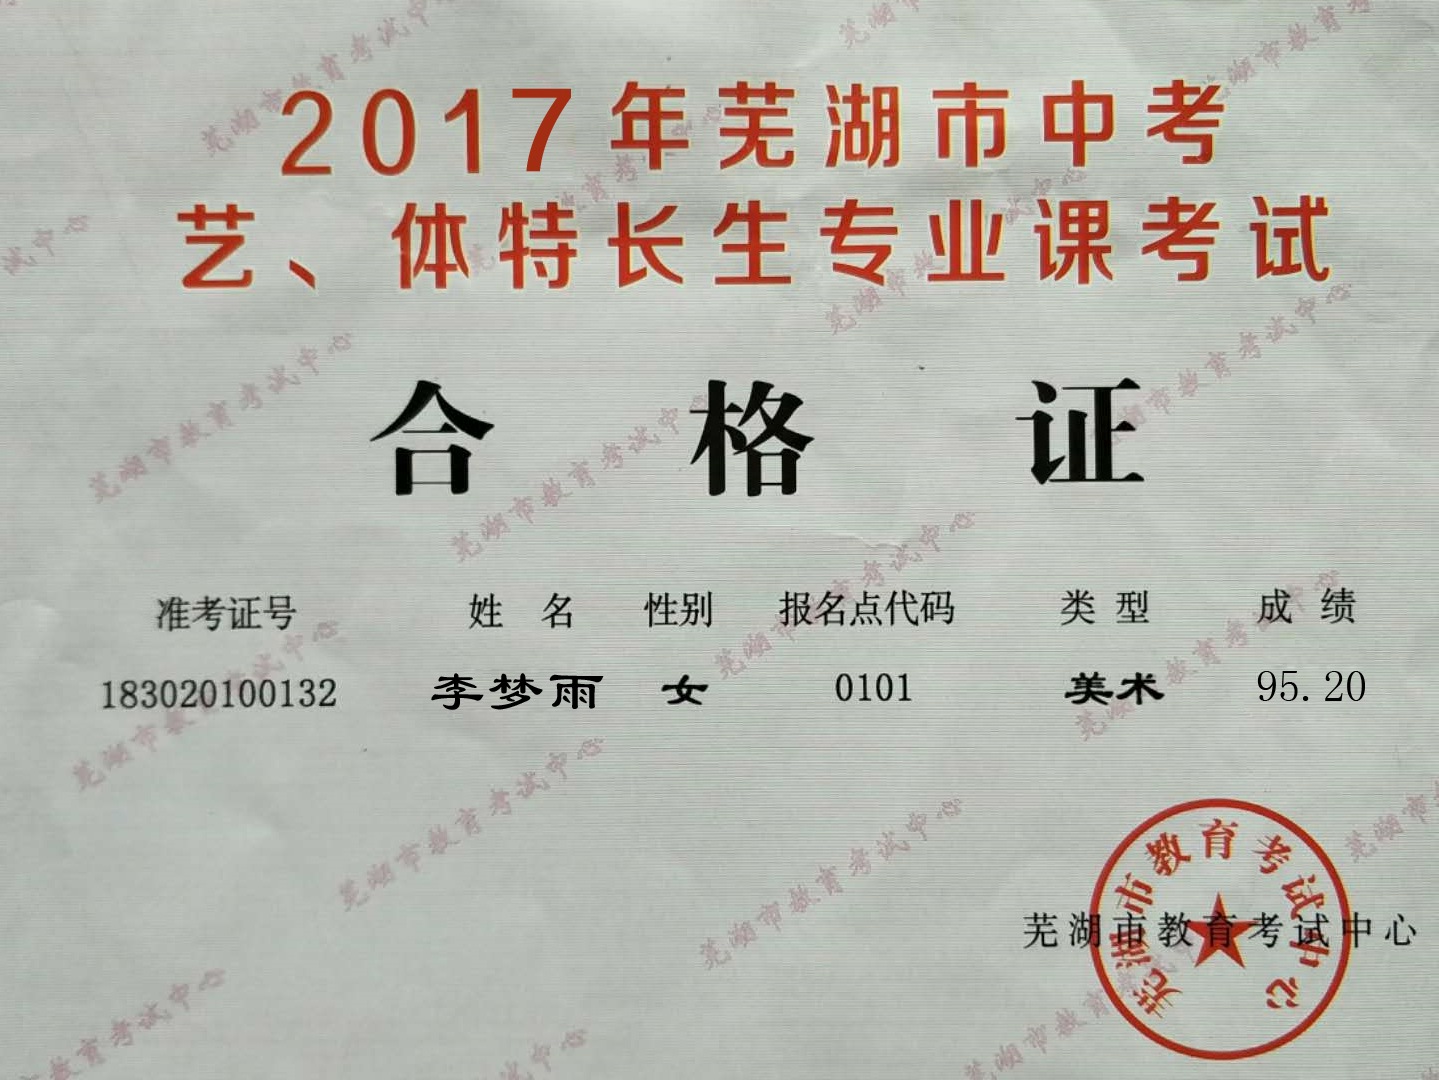 2017年芜湖市中考
艺、体特长生专业课考试
合格证
准考证号 姓名 性别 报名点代码 类型 成绩
183020100132 李梦雨 女 0101 美术 95.20
芜湖市教育考试中心
芜湖市教育考试中心